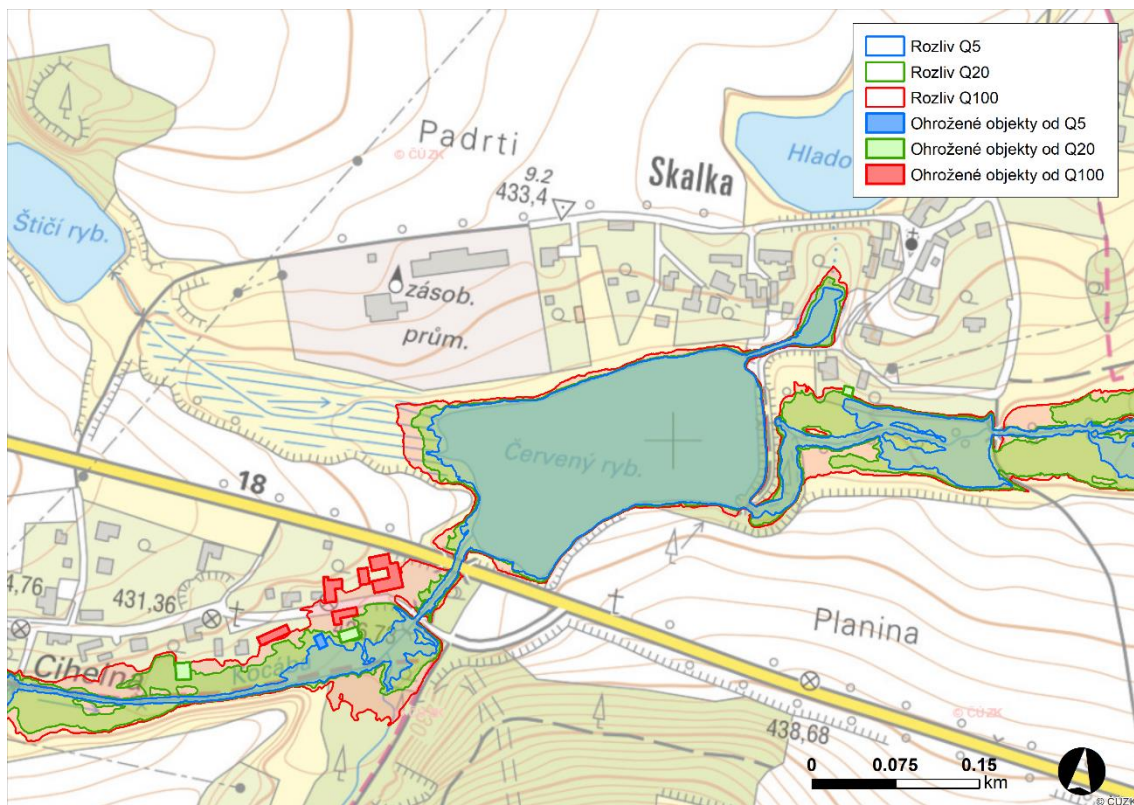 Rozliv Q5
Rozliv Q20
Rozliv Q100
Ohrožené objekty od Q5
Ohrožené objekty od Q20
Ohrožené objekty od Q100
Padrti
© ČÚZK
Skalka
9.2
433,4
Hlado
Štičí ryb.
zásob.
prům.
Červený ryb.
18
4,76
431,36
Cihelna
Kocába
Planina
438,68
© ČÚZK
0
0.075
0.15
km
© ČÚZK